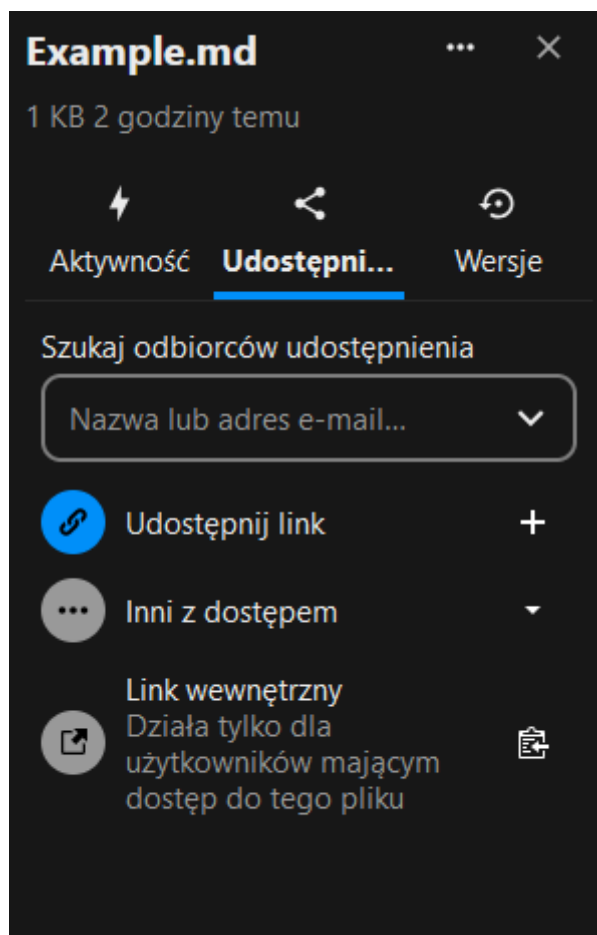 Example.md
1 KB 2 godziny temu
Aktywność Udostępni... Wersje
Szukaj odbiorców udostępnienia
Nazwa lub adres e-mail...
Udostępnij link
Inni z dostępem
Link wewnętrzny
Działa tylko dla
użytkowników mającym
dostęp do tego pliku